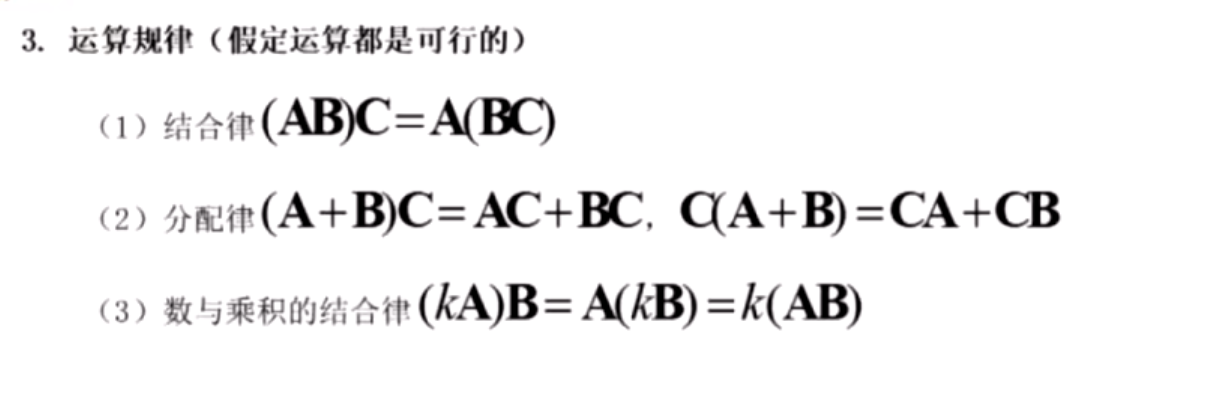 3. 运算规律（假定运算都是可行的）
（1）结合律(AB)C=A(BC)
（2）分配律(A+B)C=AC+BC, C(A+B)=CA+CB
（3）数与乘积的结合律(kA)B=A(kB)=k(AB)